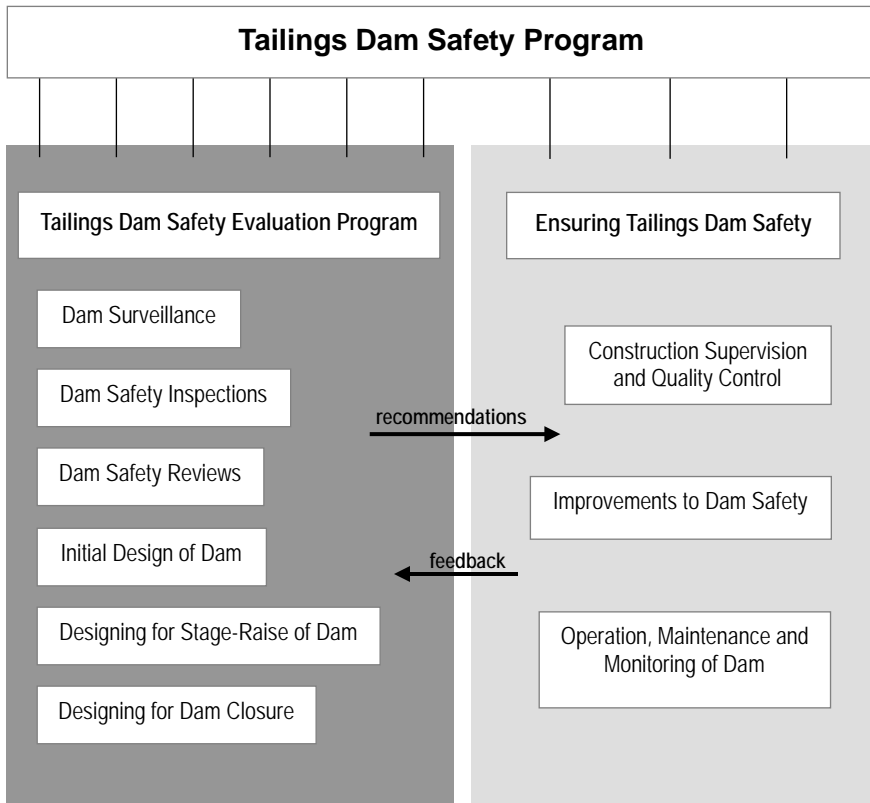 Tailings Dam Safety Program
Tailings Dam Safety Evaluation Program
Dam Surveillance
Dam Safety Inspections
Dam Safety Reviews
Initial Design of Dam
Designing for Stage-Raise of Dam
Designing for Dam Closure
recommendations
feedback
Ensuring Tailings Dam Safety
Construction Supervision
and Quality Control
Improvements to Dam Safety
Operation, Maintenance and
Monitoring of Dam